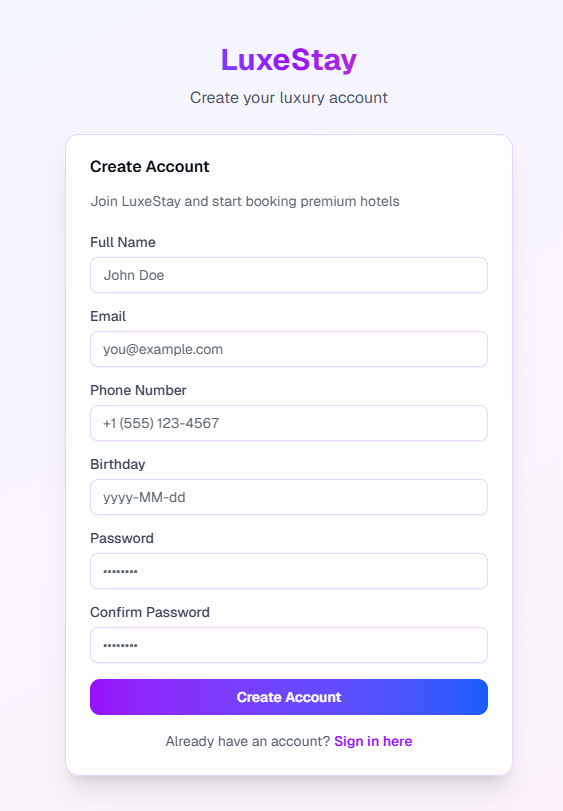 LuxeStay
Create your luxury account
Create Account
Join LuxeStay and start booking premium hotels
Full Name
John Doe
Email
you@example.com
Phone Number
+1 (555) 123-4567
Birthday
yyyy-MM-dd
Password
••••••••
Confirm Password
••••••••
Create Account
Already have an account? Sign in here